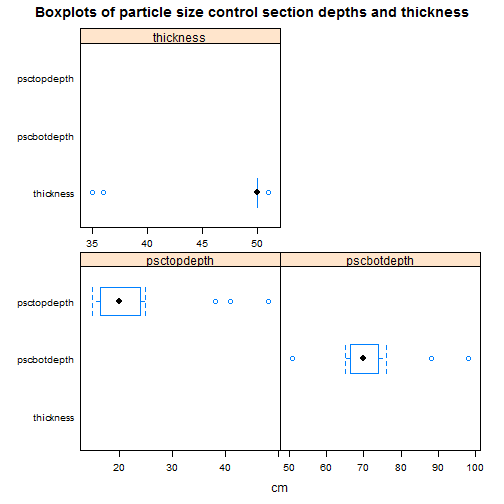 Boxplots of particle size control section depths and thickness
thickness
psctopdepth
pscbotdepth
thickness
35 40 45 50
psctopdepth pscbotdepth
psctopdepth
pscbotdepth
thickness
20 30 40 50 60 70 80 90 100
cm